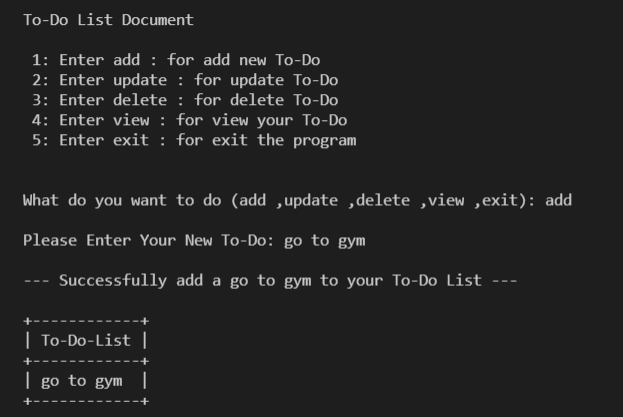 To-Do List Document
1: Enter add : for add new To-Do
2: Enter update : for update To-Do
3: Enter delete : for delete To-Do
4: Enter view : for view your To-Do
5: Enter exit : for exit the program
What do you want to do (add ,update ,delete ,view ,exit): add
Please Enter Your New To-Do: go to gym
--- Successfully add a go to gym to your To-Do List ---
+------------+
| To-Do-List |
+------------+
| go to gym  |
+------------+